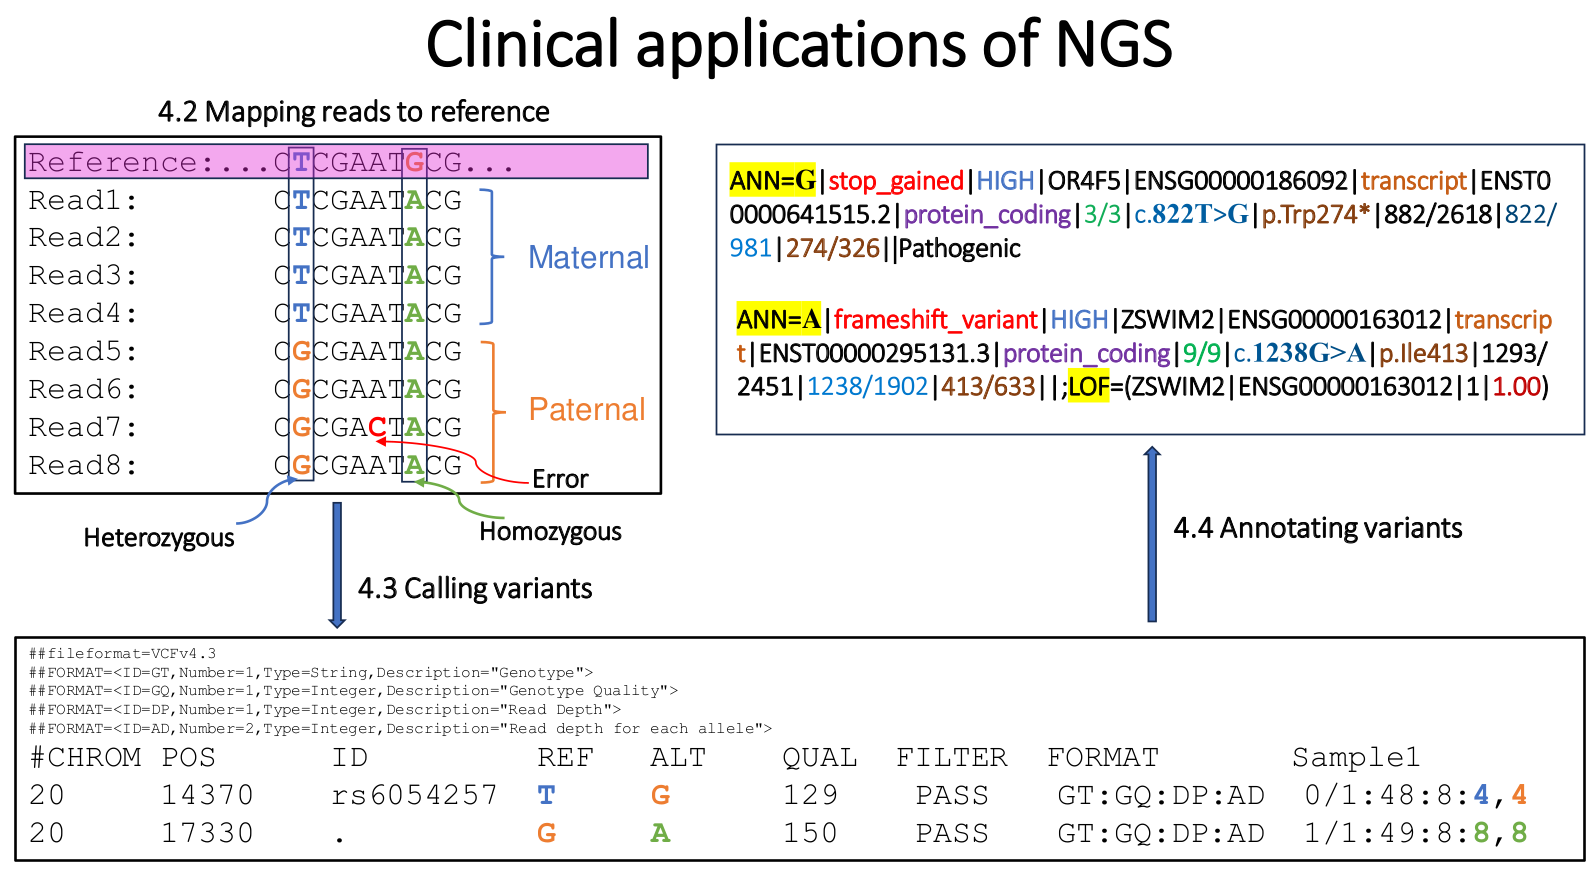 Clinical applications of NGS
4.2 Mapping reads to reference
Reference:...CTCGAATGCG...
Read1: CTCGAATACG
Read2: CTCGAATACG
Read3: CTCGAATACG
Read4: CTCGAATACG
Read5: CGCGAATACG
Read6: CGCGAATACG
Read7: CGCGACTACG
Read8: CGCGAATACG
Maternal
Paternal
Error
Heterozygous
Homozygous
4.3 Calling variants
ANN=G|stop_gained|HIGH|OR4F5|ENSG00000186092|transcript|ENST0
0000641515.2|protein_coding|3/3|c.822T>G|p.Trp274*|882/2618|822/
981|274/326||Pathogenic
ANN=A|frameshift_variant|HIGH|ZSWIM2|ENSG00000163012|transcrip
t|ENST00000295131.3|protein_coding|9/9|c.1238G>A|p.Ile413|1293/
2451|1238/1902|413/633||;LOF=(ZSWIM2|ENSG00000163012|1|1.00)
4.4 Annotating variants
##fileformat=VCFv4.3
##FORMAT=<ID=GT,Number=1,Type=String,Description="Genotype">
##FORMAT=<ID=GQ,Number=1,Type=Integer,Description="Genotype Quality">
##FORMAT=<ID=DP,Number=1,Type=Integer,Description="Read Depth">
##FORMAT=<ID=AD,Number=2,Type=Integer,Description="Read depth for each allele">
#CHROM POS ID REF ALT QUAL FILTER FORMAT Sample1
20 14370 rs6054257 T G 129 PASS GT:GQ:DP:AD 0/1:48:8:4,4
20 17330 . G A 150 PASS GT:GQ:DP:AD 1/1:49:8:8,8